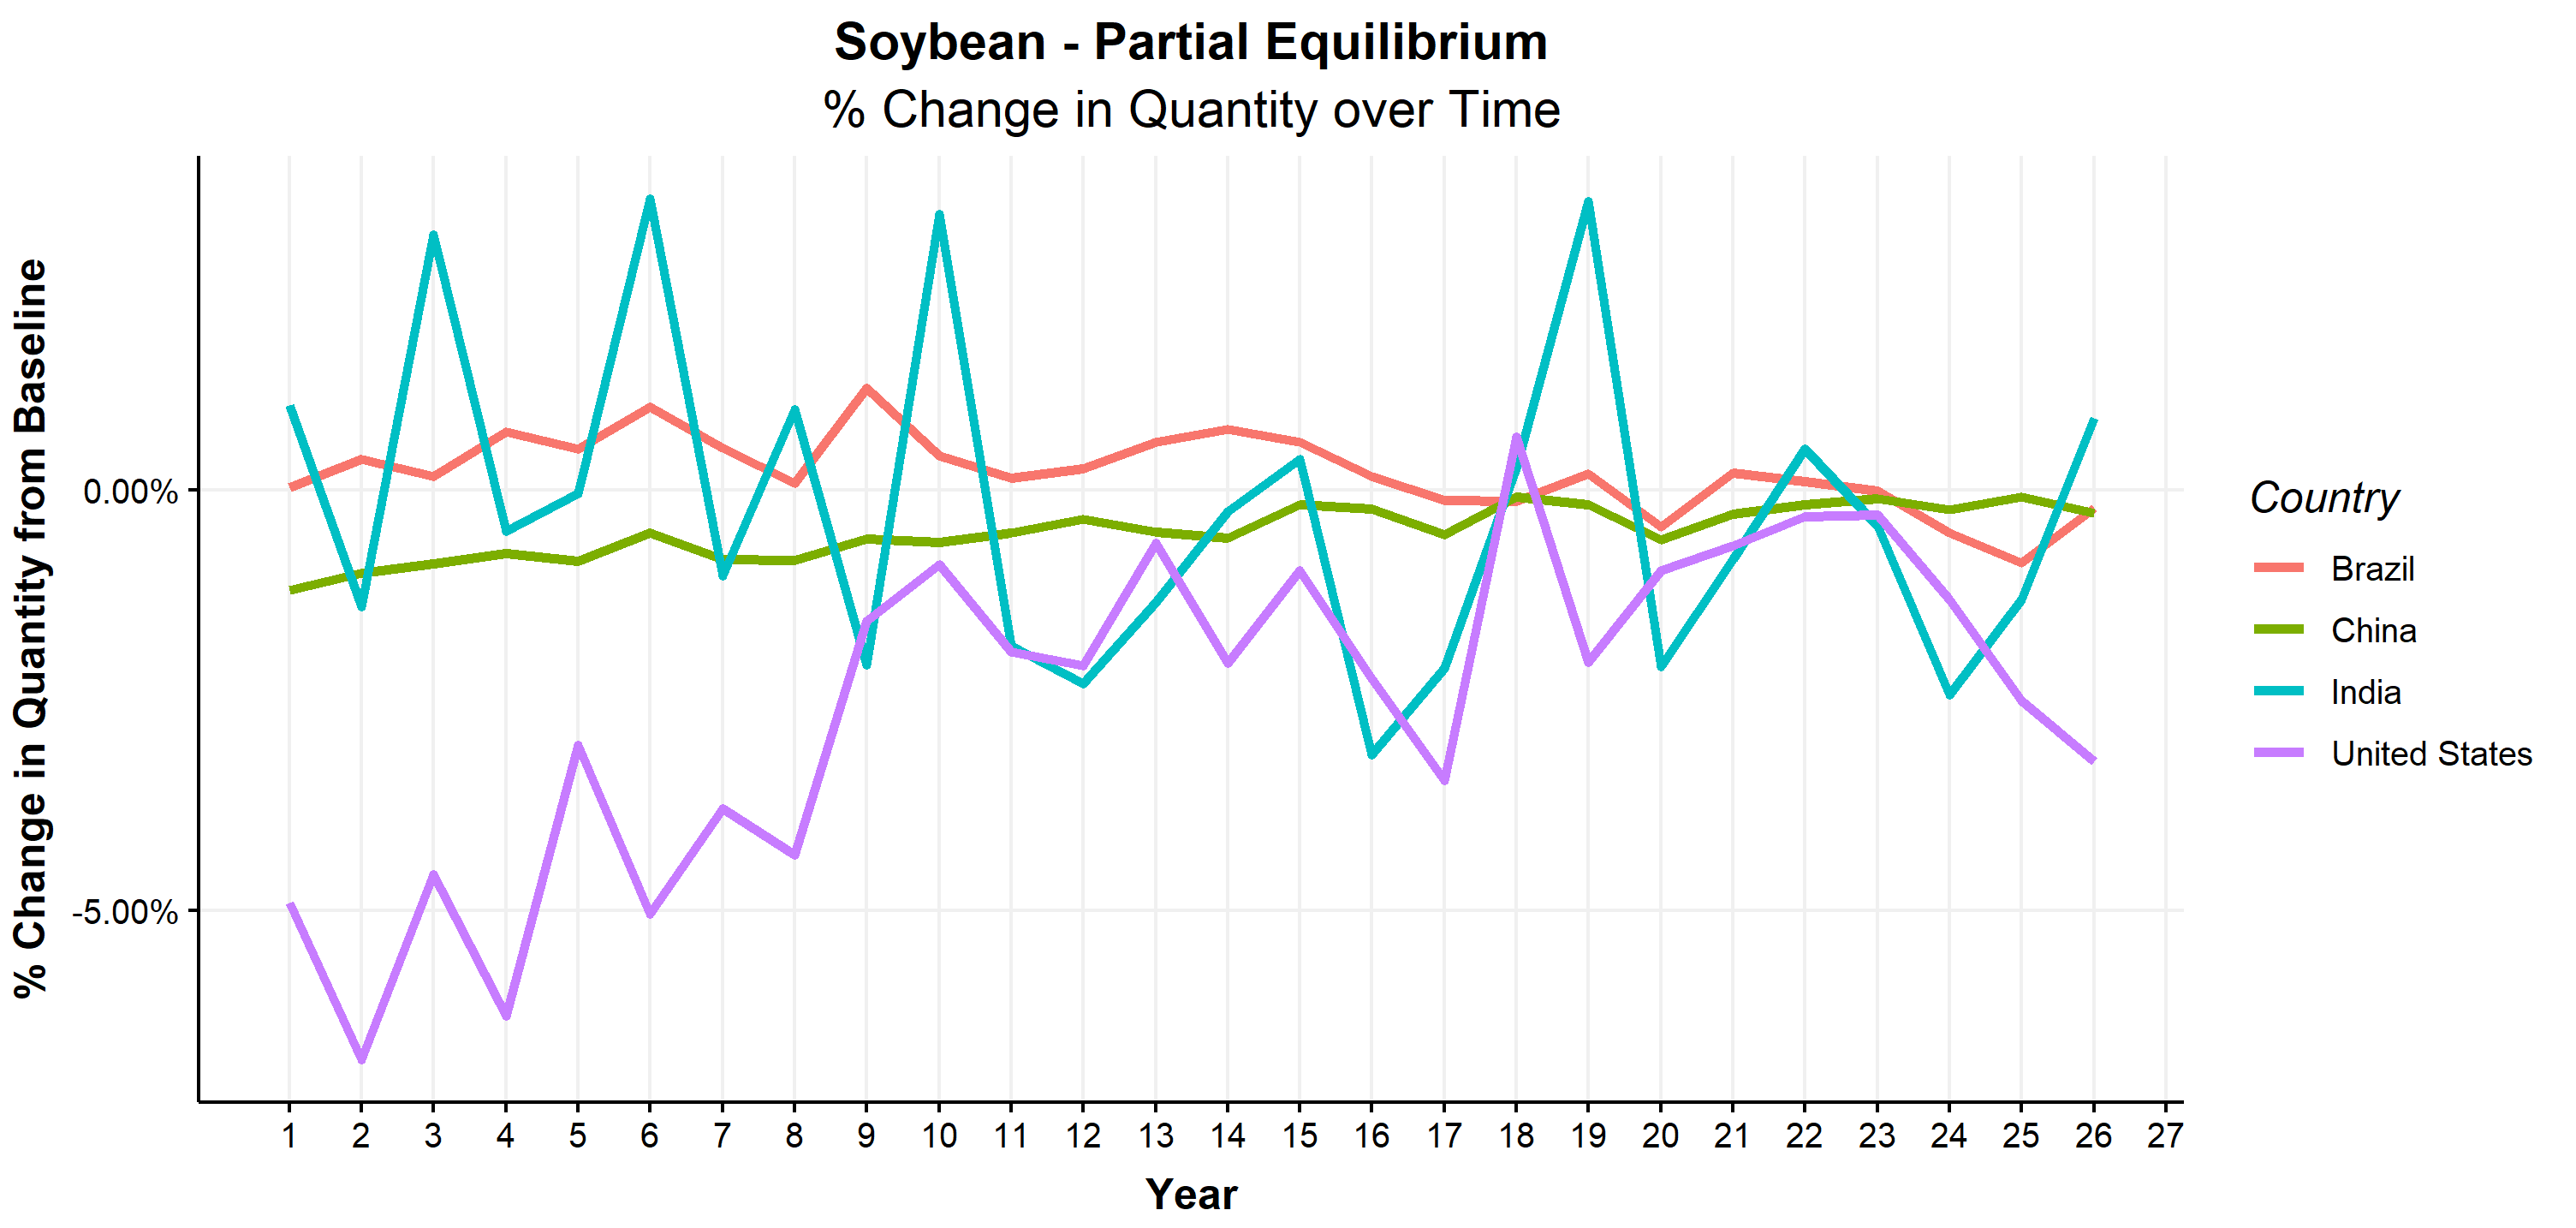 Soybean - Partial Equilibrium
% Change in Quantity over Time
% Change in Quantity from Baseline
0.00%
-5.00%
1 2 3 4 5 6 7 8 9 10 11 12 13 14 15 16 17 18 19 20 21 22 23 24 25 26 27
Year
Country
Brazil
China
India
United States